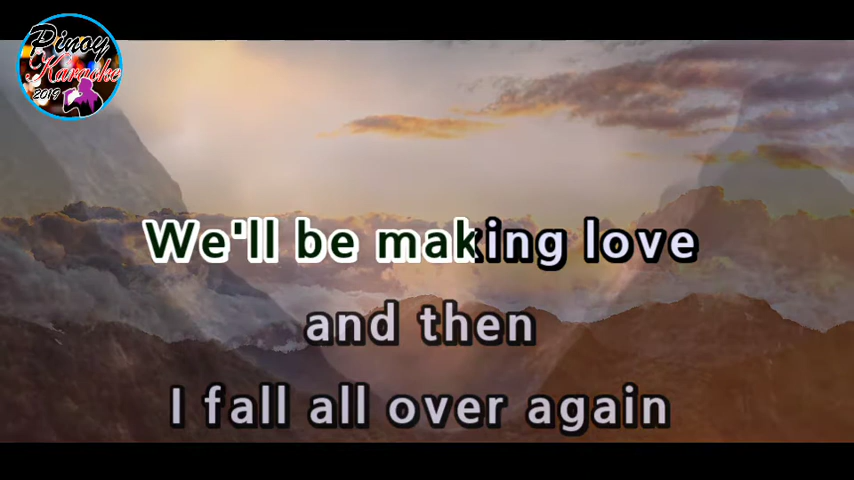 Pinoy
Karaoke
2019
We'll be making love
and then
I fall all over again